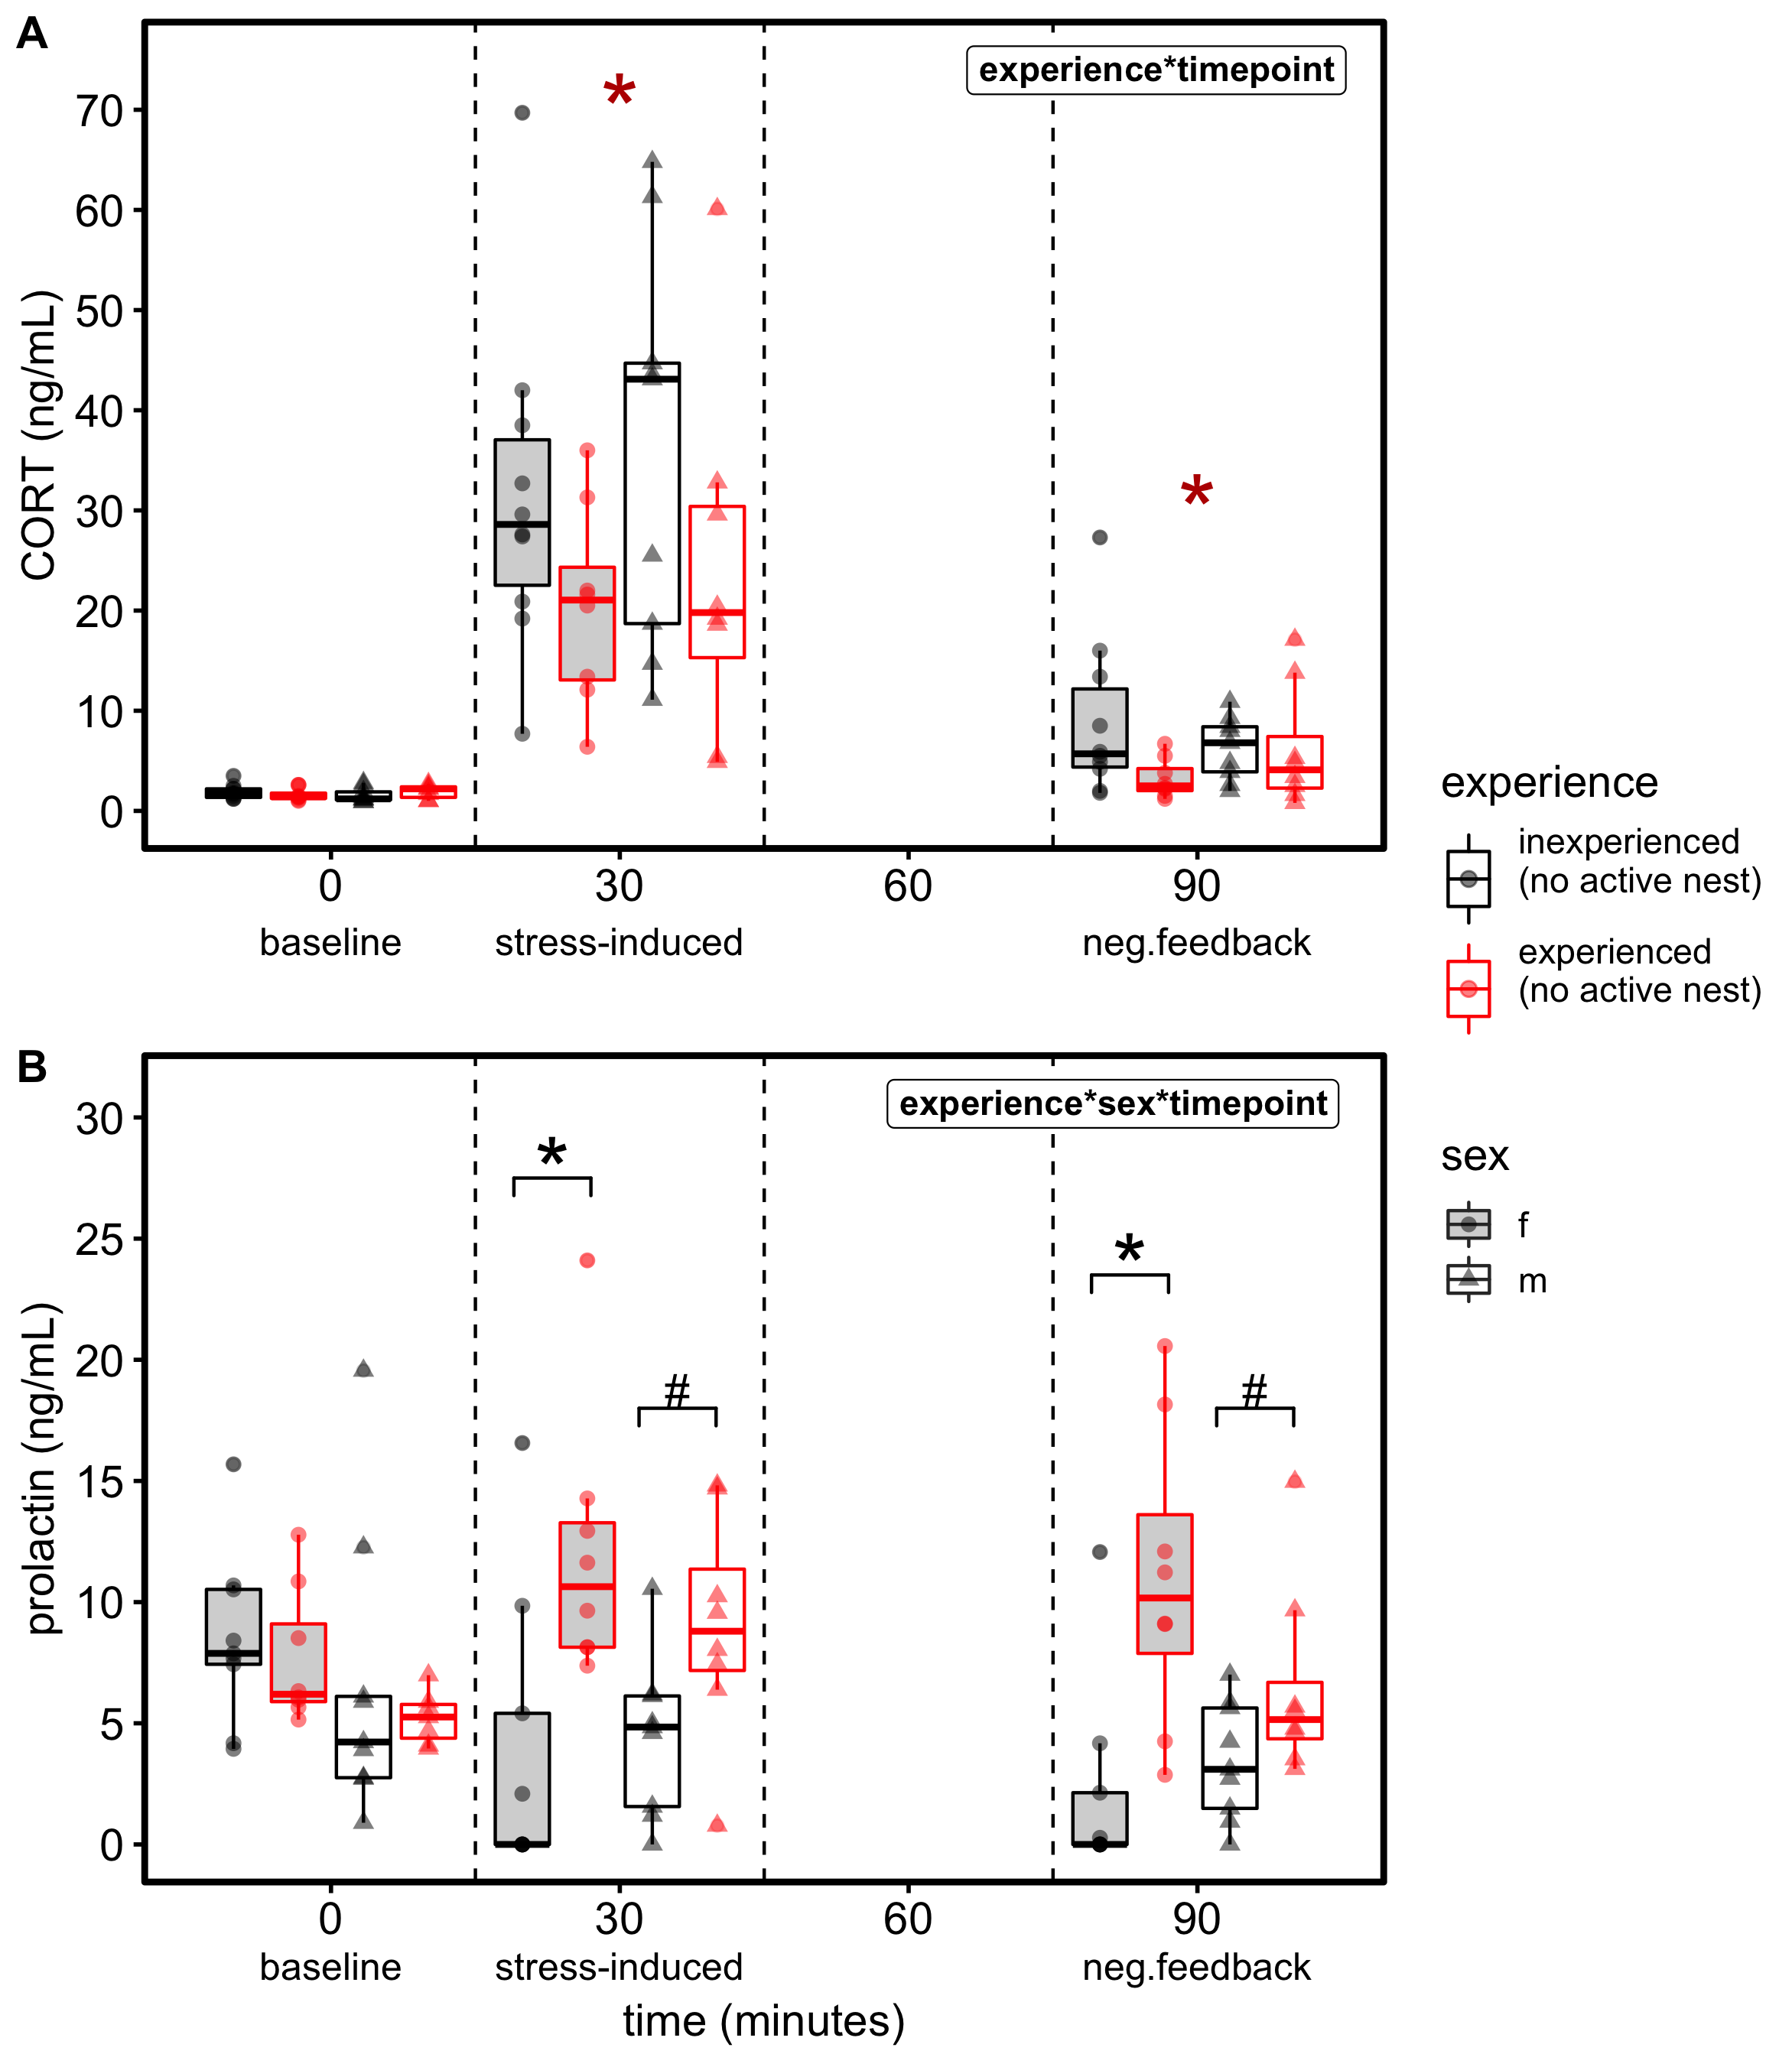 A
experience*timepoint
*
*
CORT (ng/mL)
70
60
50
40
30
20
10
0
0 30 60 90
baseline stress-induced neg.feedback
experience
inexperienced
(no active nest)
experienced
(no active nest)
B
experience*sex*timepoint
*
#
*
#
prolactin (ng/mL)
30
25
20
15
10
5
0
0 30 60 90
baseline stress-induced neg.feedback
time (minutes)
sex
f
m